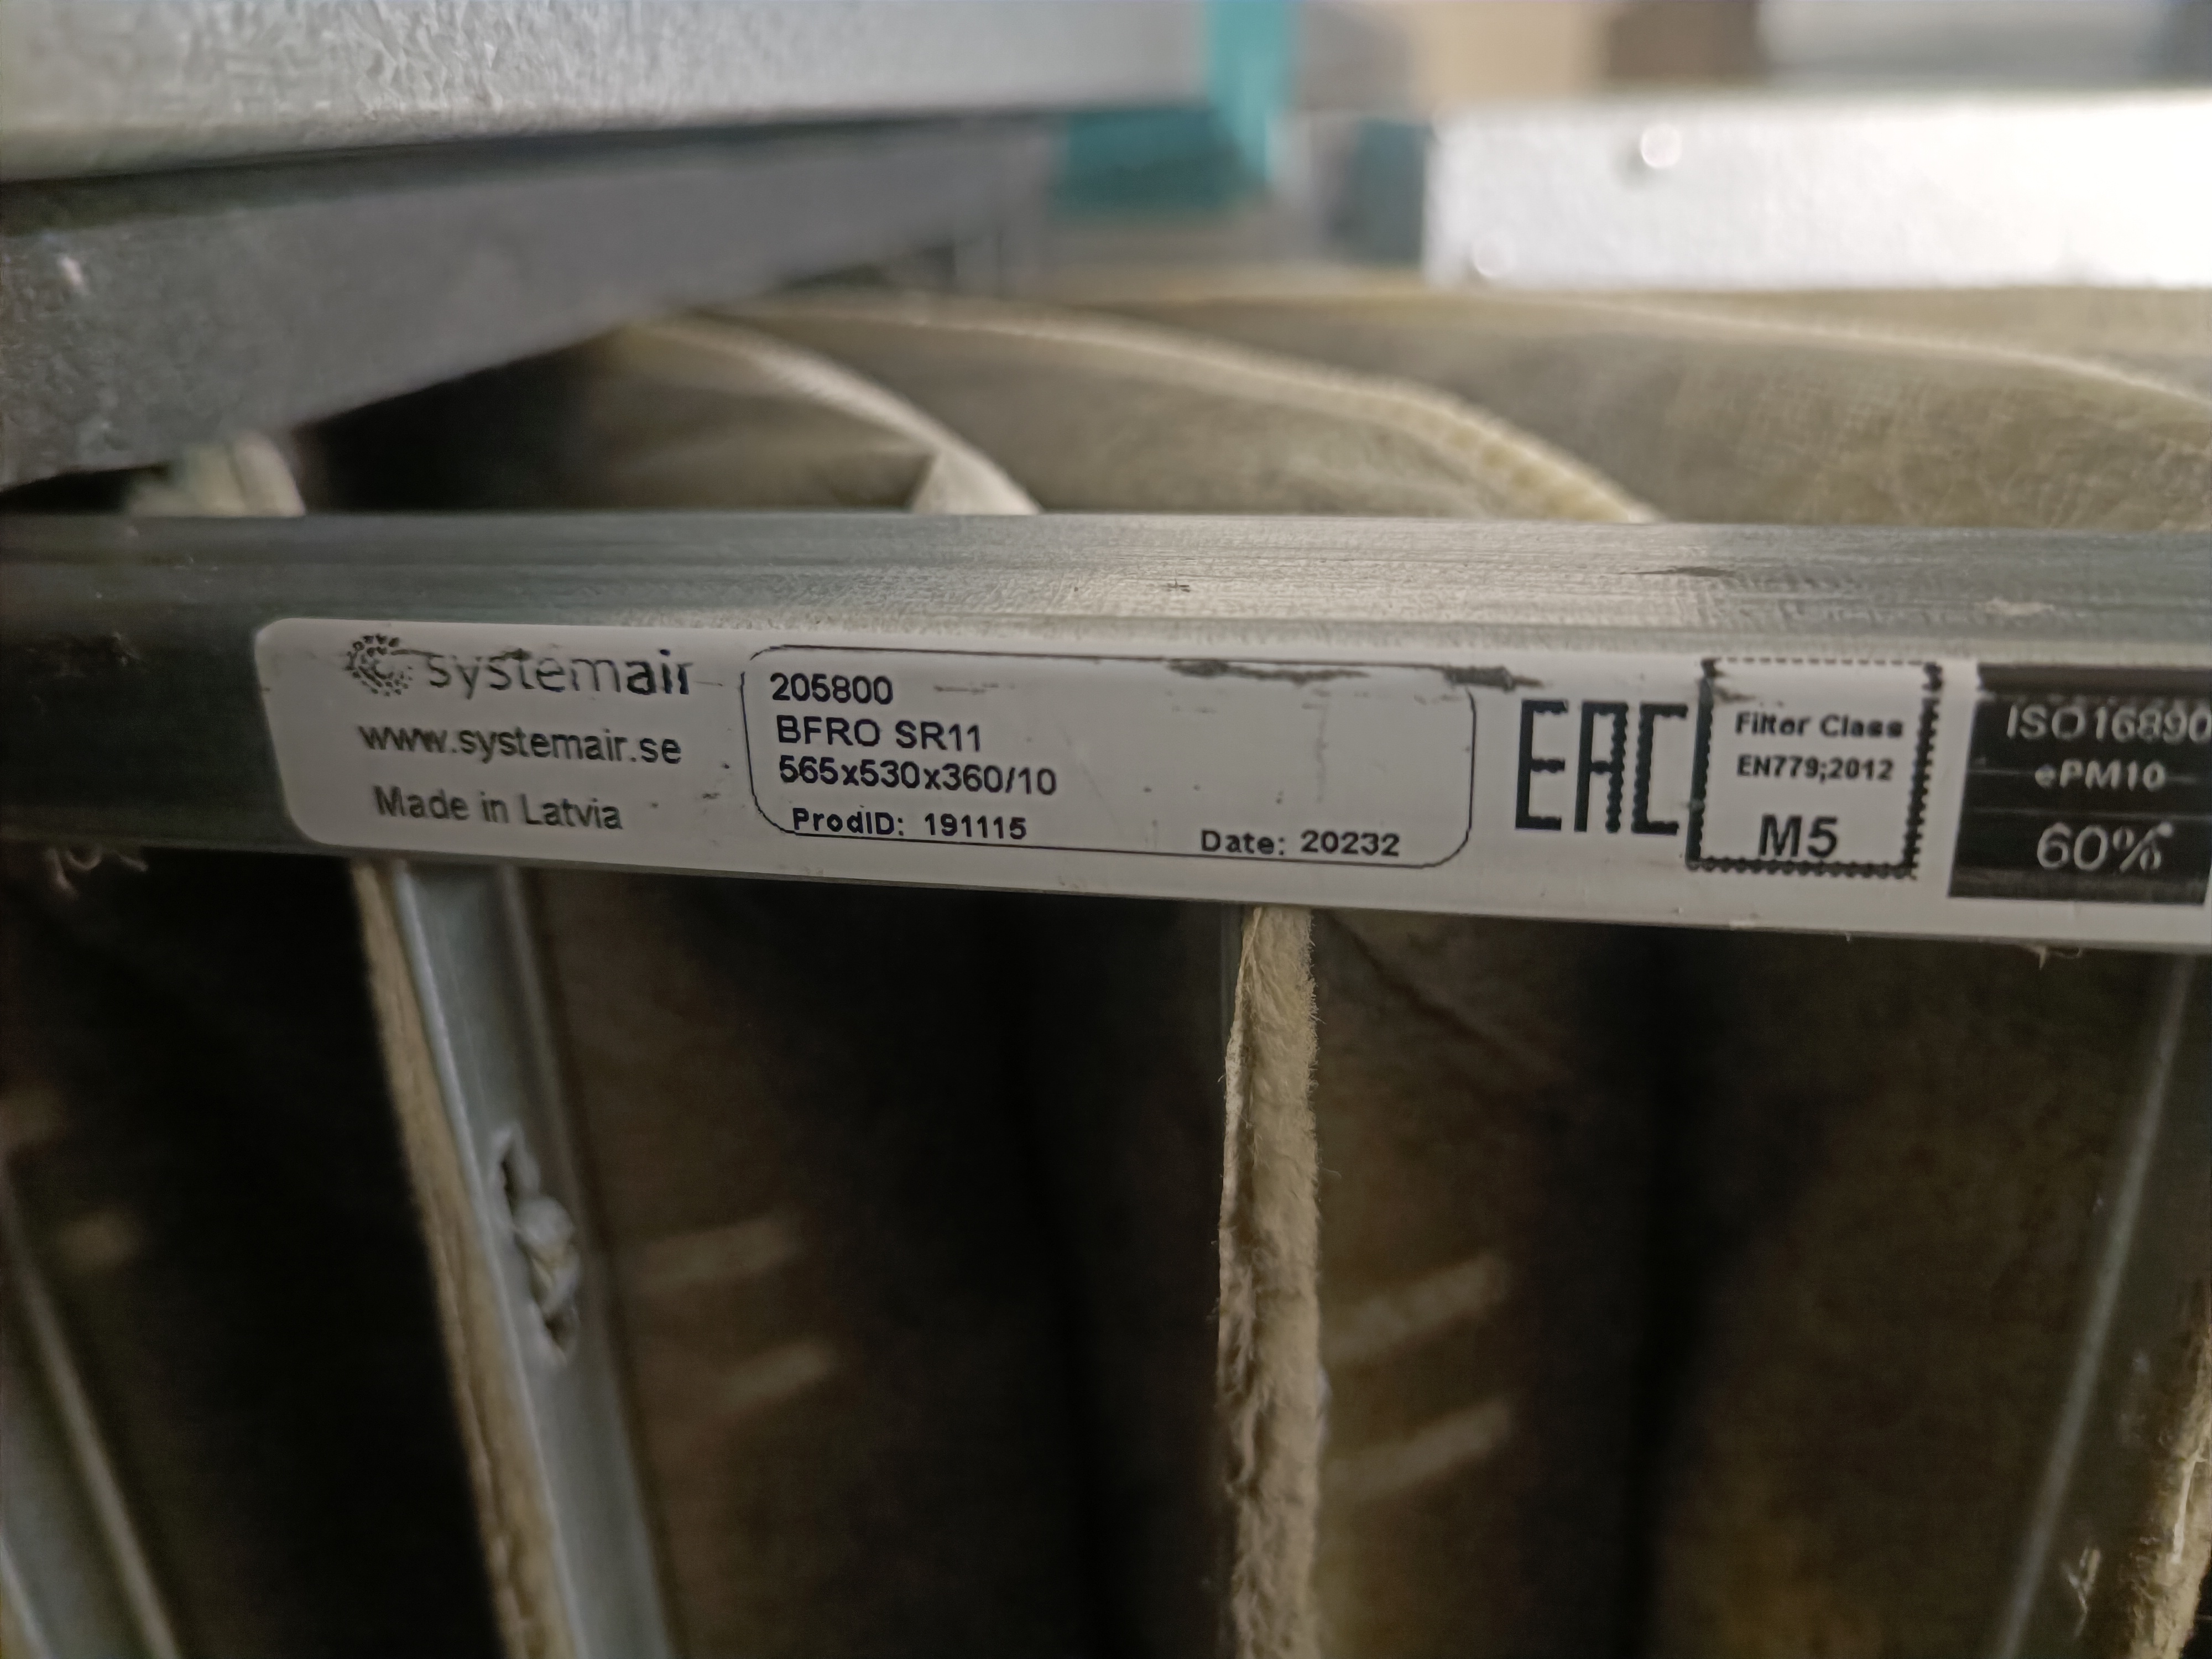 systemair
www.systemair.se
Made in Latvia
205800
BFRO SR11
565x530x360/10
ProdID: 191115
Date: 20232
EAC
Filter Class
EN779;2012
M5
ISO16890
ePM10
60%